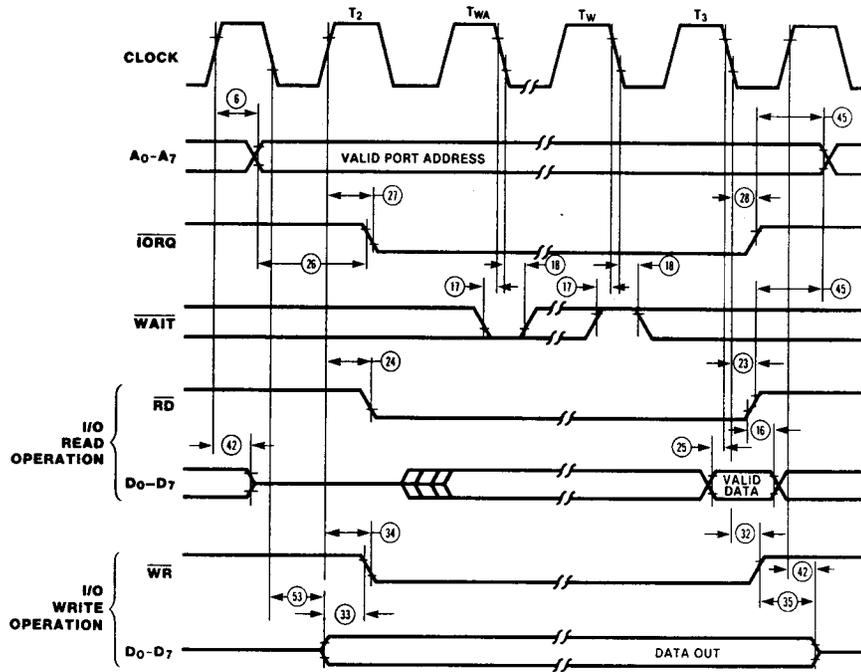 T2 TWA TW T3
CLOCK
6 45
A0-A7 VALID PORT ADDRESS
27 28
IORQ
26 18 18
17 17 45
WAIT
24 23
RD
I/O READ OPERATION
42 25 16
D0-D7 VALID DATA
34 32
WR
42
I/O WRITE OPERATION
53 33 35
D0-D7 DATA OUT